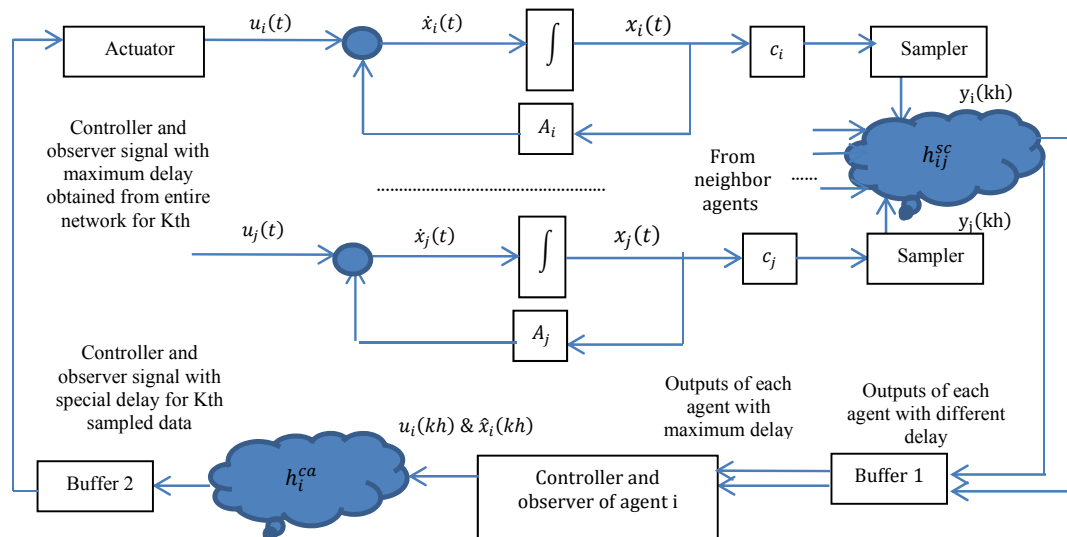 u_i(t)
ẋ_i(t)
x_i(t)
Actuator
∫
c_i
Sampler
A_i
y_i(kh)
Controller and
observer signal with
maximum delay
obtained from entire
network for Kth
From
neighbor
agents
......
h_{ij}^{sc}
y_j(kh)
u_j(t)
ẋ_j(t)
x_j(t)
∫
c_j
Sampler
A_j
Controller and
observer signal with
special delay for Kth
sampled data
Outputs of each
agent with
maximum delay
Outputs of each
agent with different
delay
u_i(kh) & x̂_i(kh)
Buffer 2
h_i^{ca}
Controller and
observer of agent i
Buffer 1